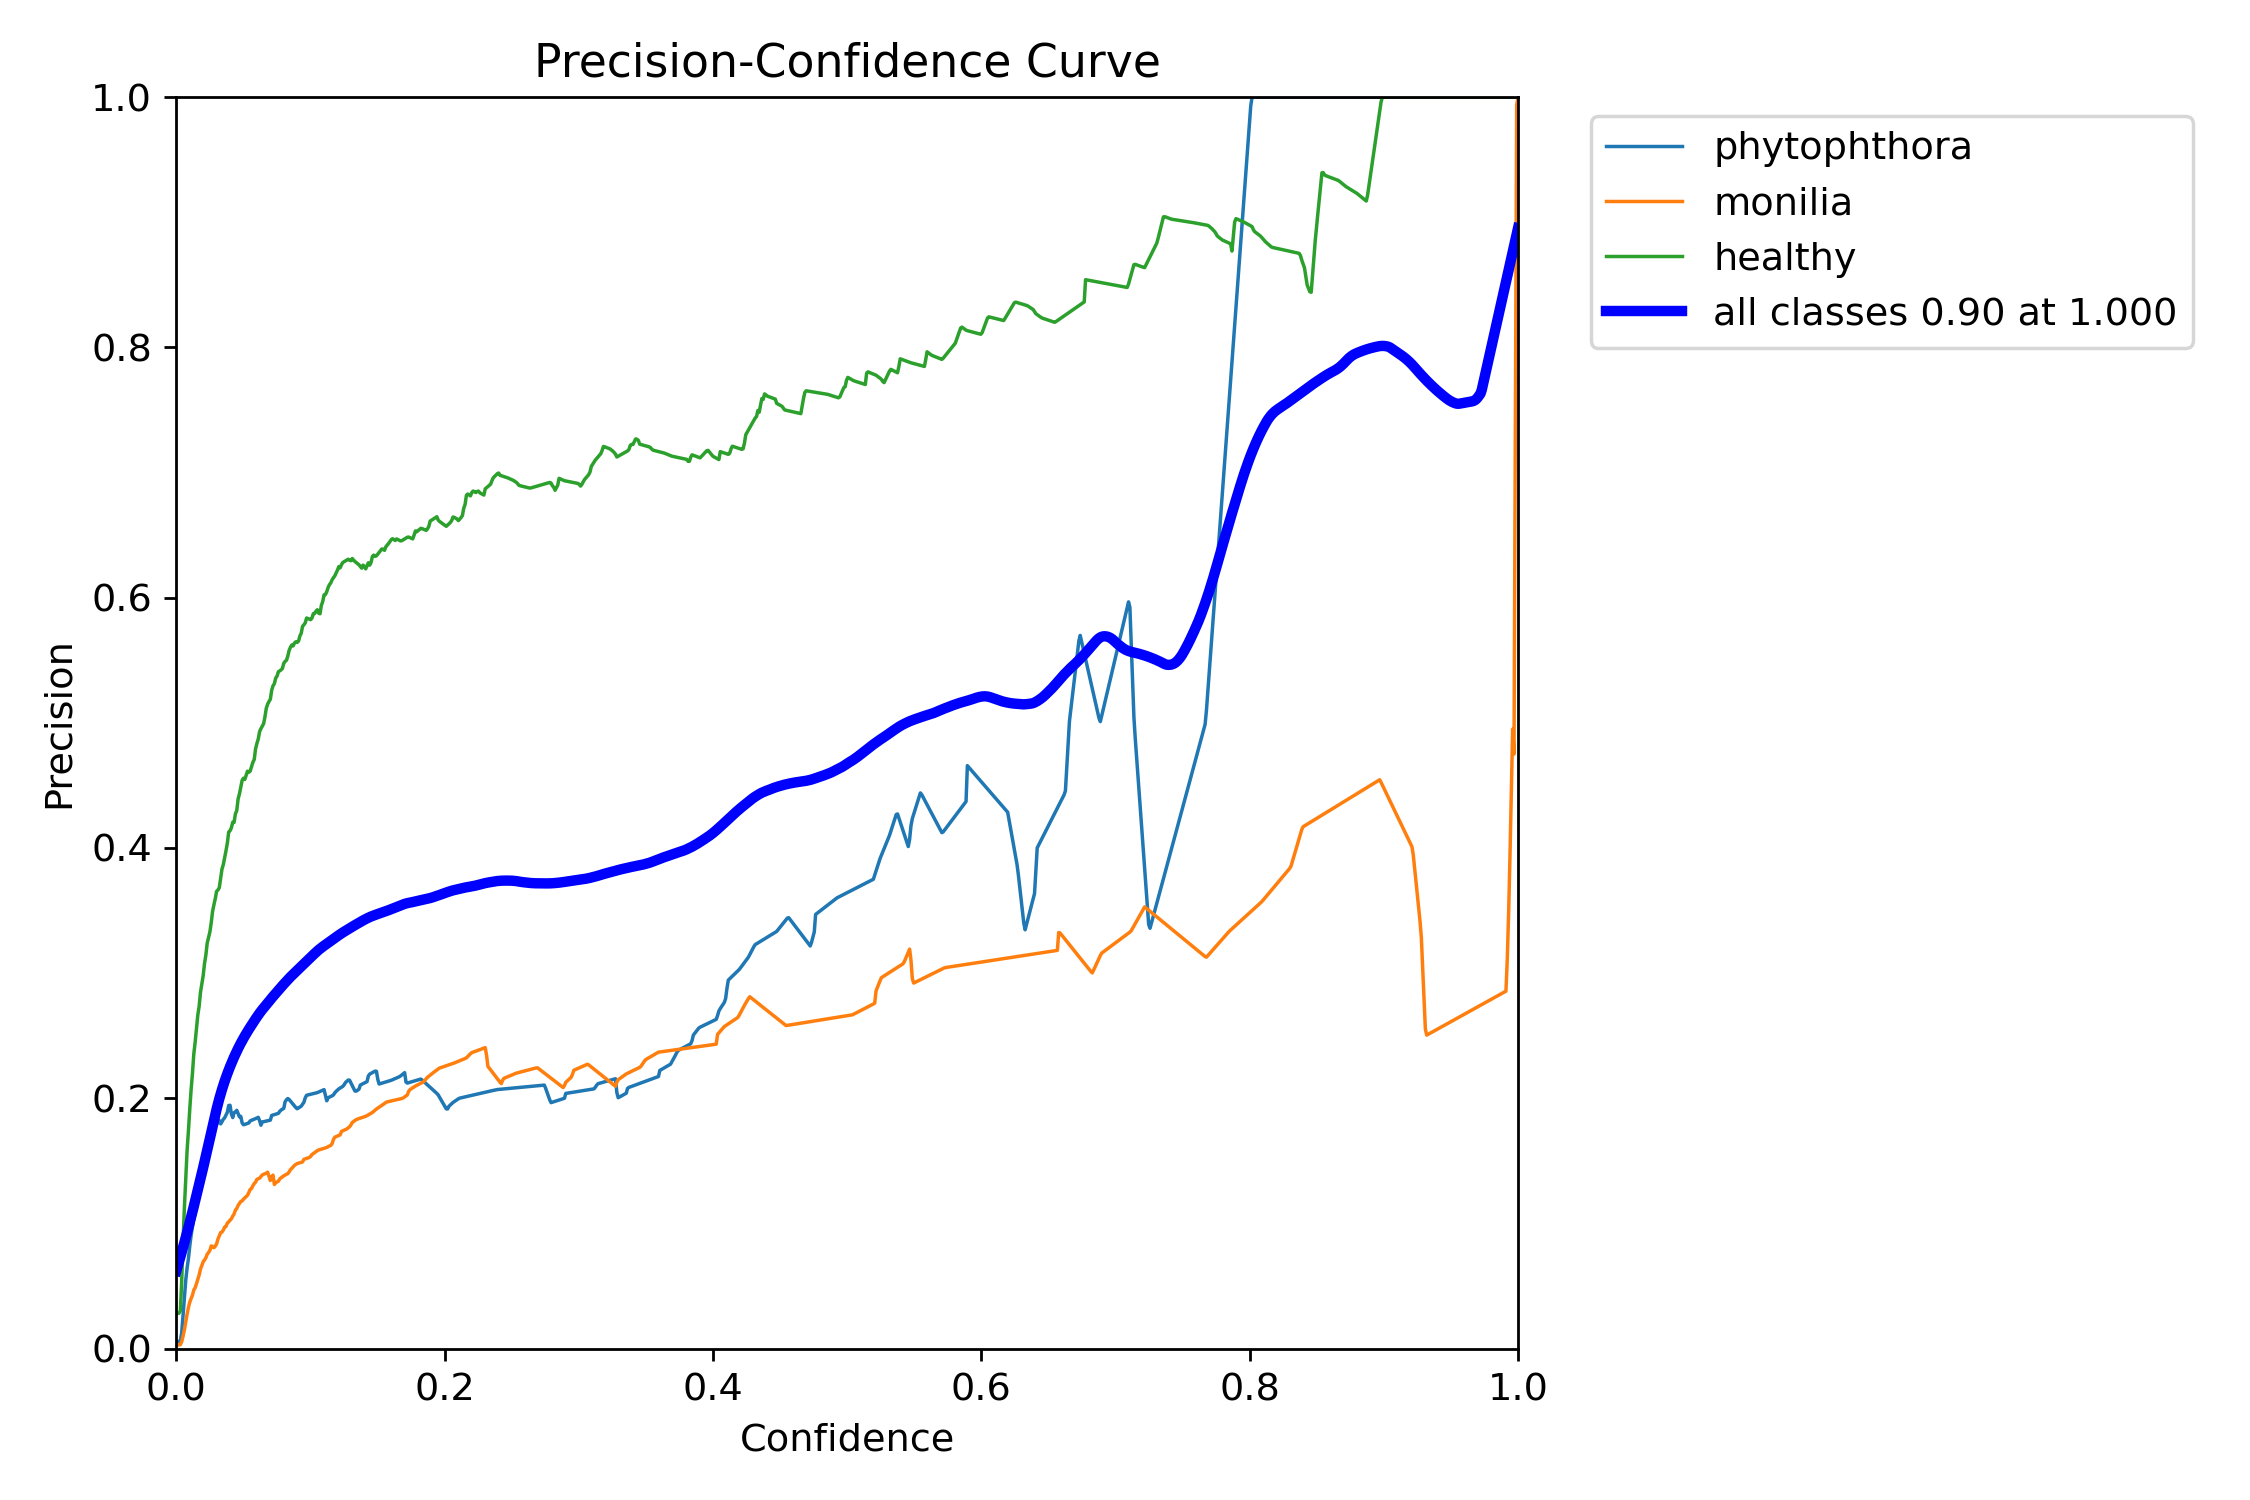 Precision-Confidence Curve
1.0
0.8
0.6
0.4
0.2
0.0
Precision
0.0 0.2 0.4 0.6 0.8 1.0
Confidence
phytophthora
monilia
healthy
all classes 0.90 at 1.000